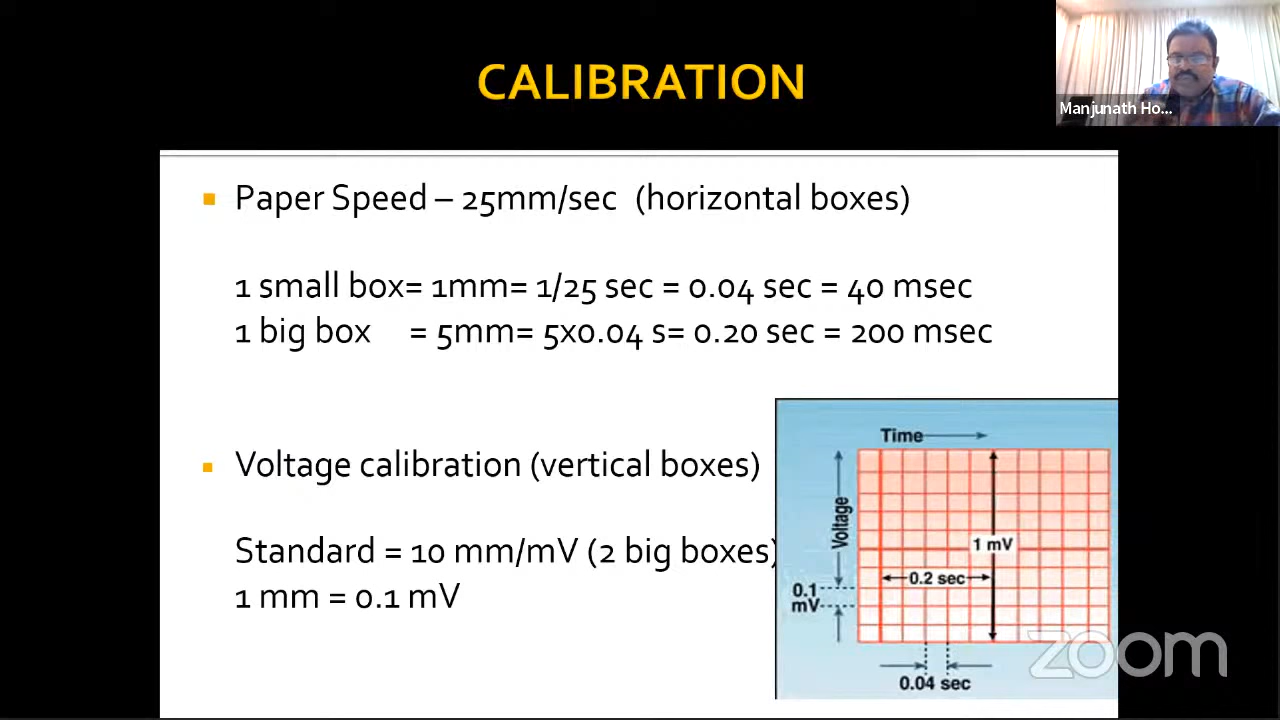 CALIBRATION
Manjunath Ho...
Paper Speed – 25mm/sec (horizontal boxes)
1 small box= 1mm= 1/25 sec = 0.04 sec = 40 msec
1 big box = 5mm= 5x0.04 s= 0.20 sec = 200 msec
Voltage calibration (vertical boxes)
Standard = 10 mm/mV (2 big boxes)
1 mm = 0.1 mV
Time
Voltage
1 mV
0.2 sec
0.1
mV
0.04 sec
zoom